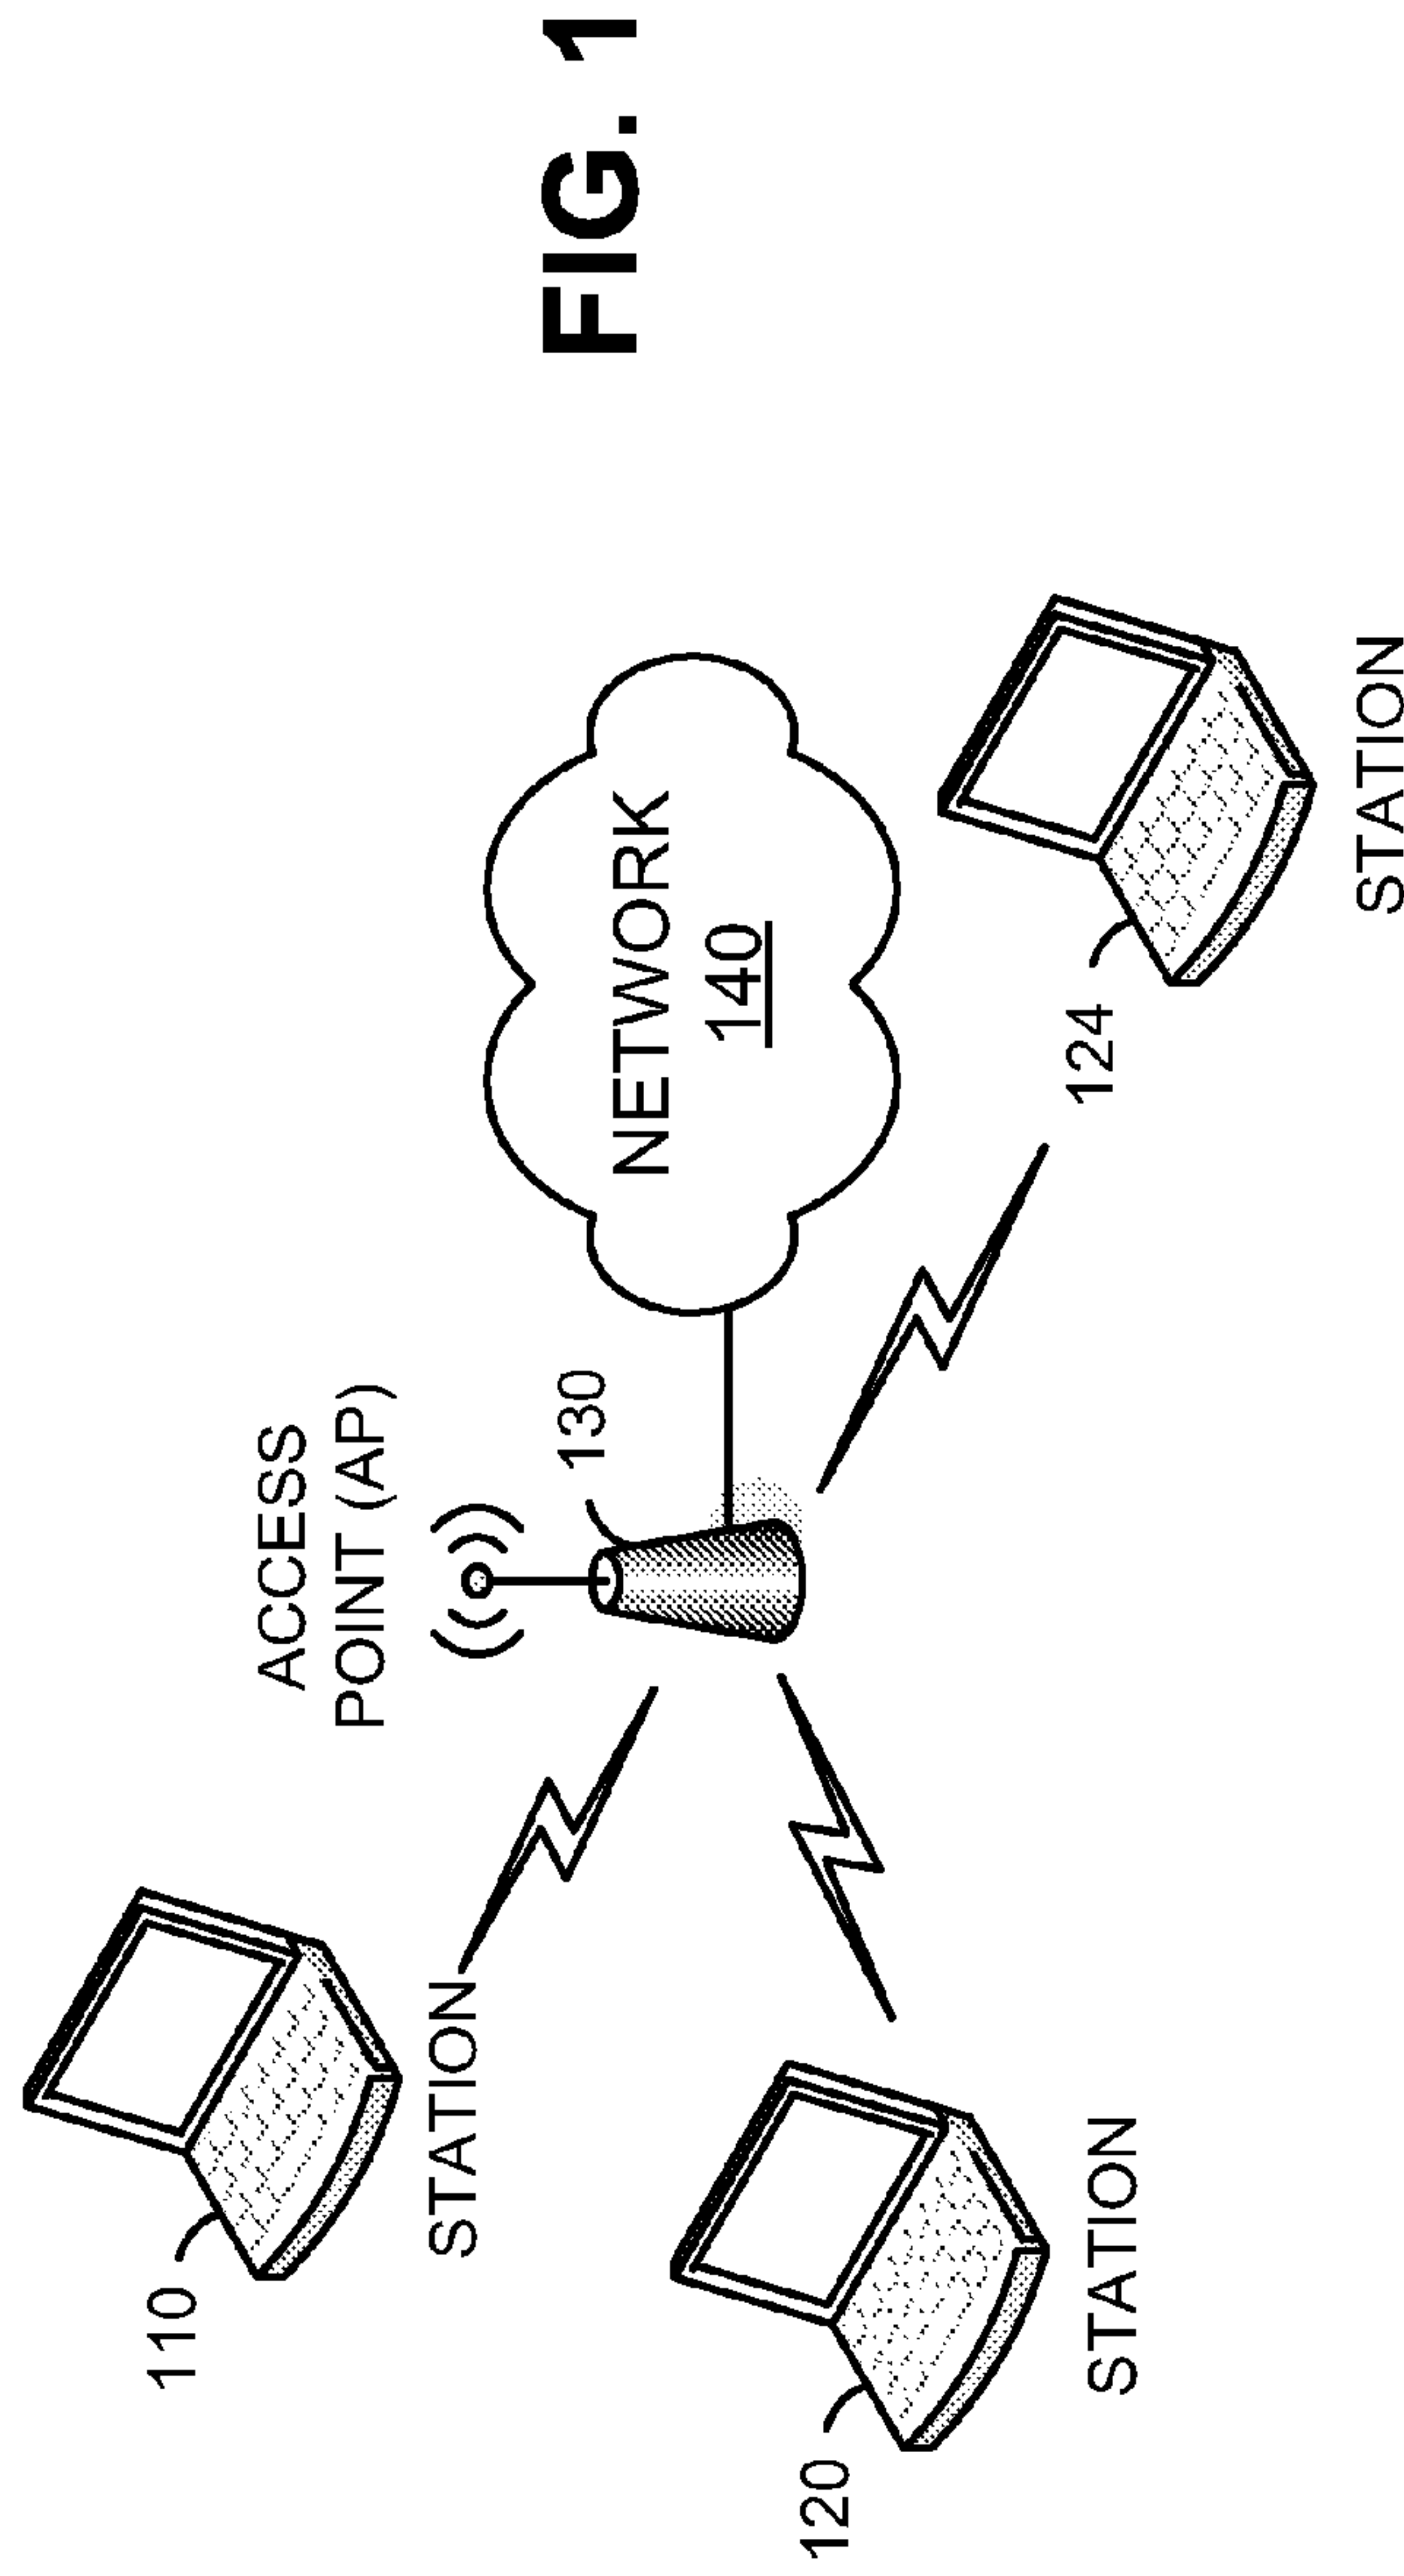 ACCESS
POINT (AP)
110
130
STATION
NETWORK
140
120
124
STATION
STATION
FIG. 1